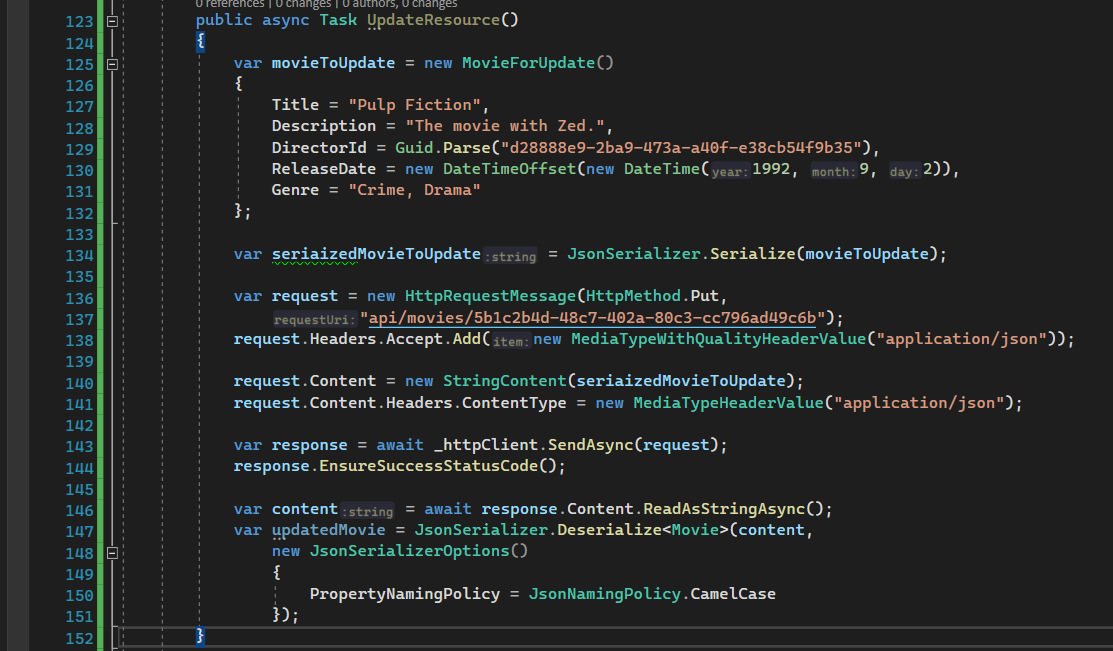 0 references | 0 changes | 0 authors, 0 changes
123 public async Task UpdateResource()
124 {
125 var movieToUpdate = new MovieForUpdate()
126 {
127 Title = "Pulp Fiction",
128 Description = "The movie with Zed.",
129 DirectorId = Guid.Parse("d28888e9-2ba9-473a-a40f-e38cb54f9b35"),
130 ReleaseDate = new DateTimeOffset(new DateTime(year: 1992, month: 9, day: 2)),
131 Genre = "Crime, Drama"
132 };
133
134 var seriaizedMovieToUpdate :string = JsonSerializer.Serialize(movieToUpdate);
135
136 var request = new HttpRequestMessage(HttpMethod.Put,
137 requestUri: "api/movies/5b1c2b4d-48c7-402a-80c3-cc796ad49c6b");
138 request.Headers.Accept.Add(item: new MediaTypeWithQualityHeaderValue("application/json"));
139
140 request.Content = new StringContent(seriaizedMovieToUpdate);
141 request.Content.Headers.ContentType = new MediaTypeHeaderValue("application/json");
142
143 var response = await _httpClient.SendAsync(request);
144 response.EnsureSuccessStatusCode();
145
146 var content :string = await response.Content.ReadAsStringAsync();
147 var updatedMovie = JsonSerializer.Deserialize<Movie>(content,
148 new JsonSerializerOptions()
149 {
150 PropertyNamingPolicy = JsonNamingPolicy.CamelCase
151 });
152 }